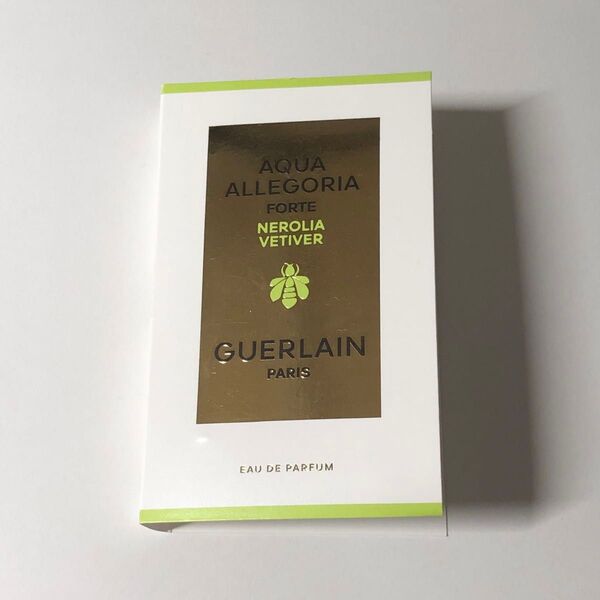 AQUA
ALLEGORIA
FORTE
NEROLIA
VETIVER
GUERLAIN
PARIS
EAU DE PARFUM